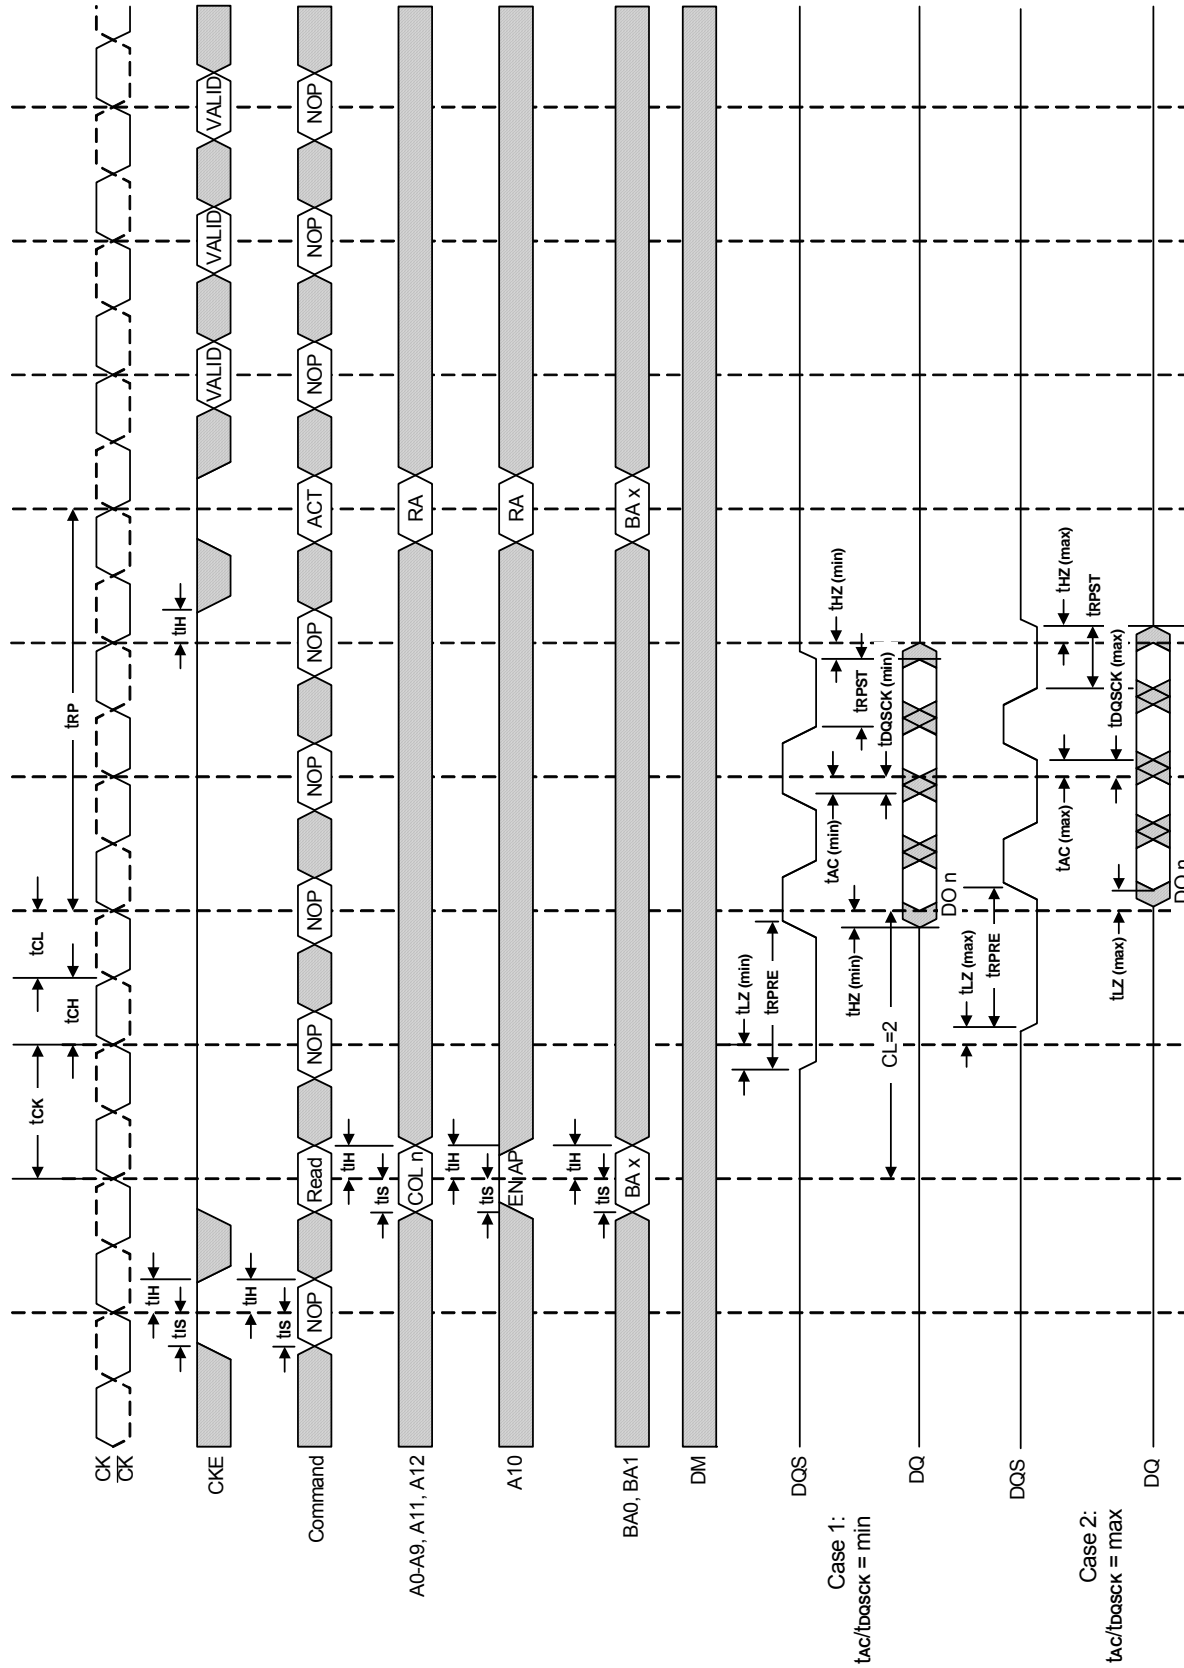 tCK
tCH
tCL
tRP
CK
CK
tIS
tIH
tIH
CKE
VALID
VALID
VALID
tIS
tIH
Command
NOP
Read
NOP
NOP
NOP
NOP
ACT
NOP
NOP
NOP
tIS
tIH
A0-A9, A11, A12
COL n
RA
tIS
tIH
A10
EN AP
RA
tIS
tIH
BA0, BA1
BA x
BA x
DM
tLZ (min)
tRPRE
DQS
Case 1:
tAC/tDQSCK = min
tAC (min)
tHZ (min)
tRPST
tHZ (min)
tDQSCK (min)
CL=2
DQ
DO n
tLZ (max)
tRPRE
DQS
tAC (max)
tHZ (max)
tRPST
Case 2:
tAC/tDQSCK = max
tLZ (max)
tDQSCK (max)
DQ
DO n